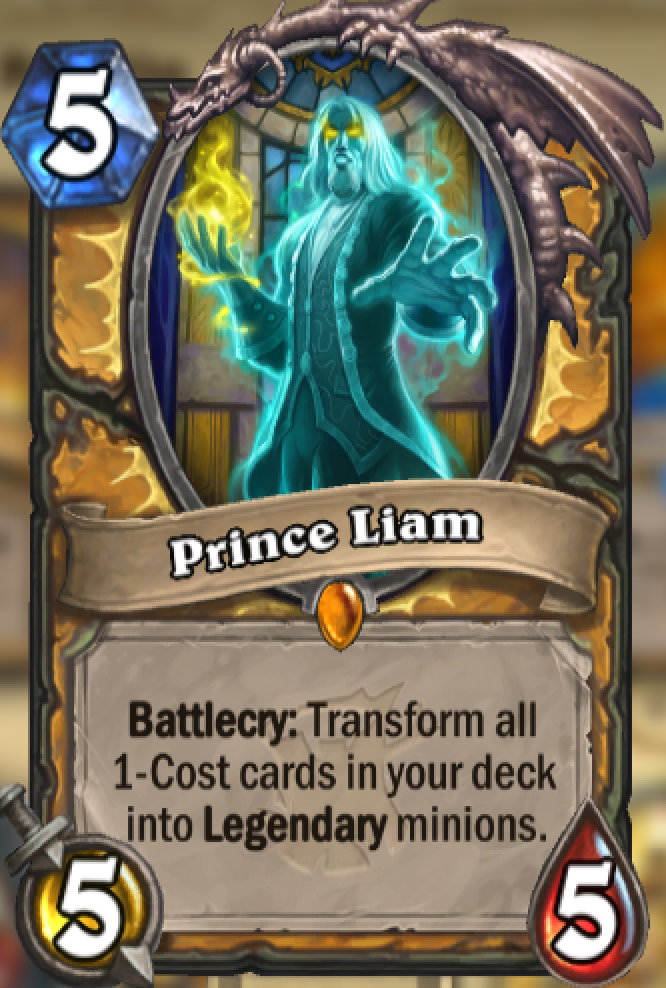 5
Prince Liam
Battlecry: Transform all
1-Cost cards in your deck
into Legendary minions.
5
5